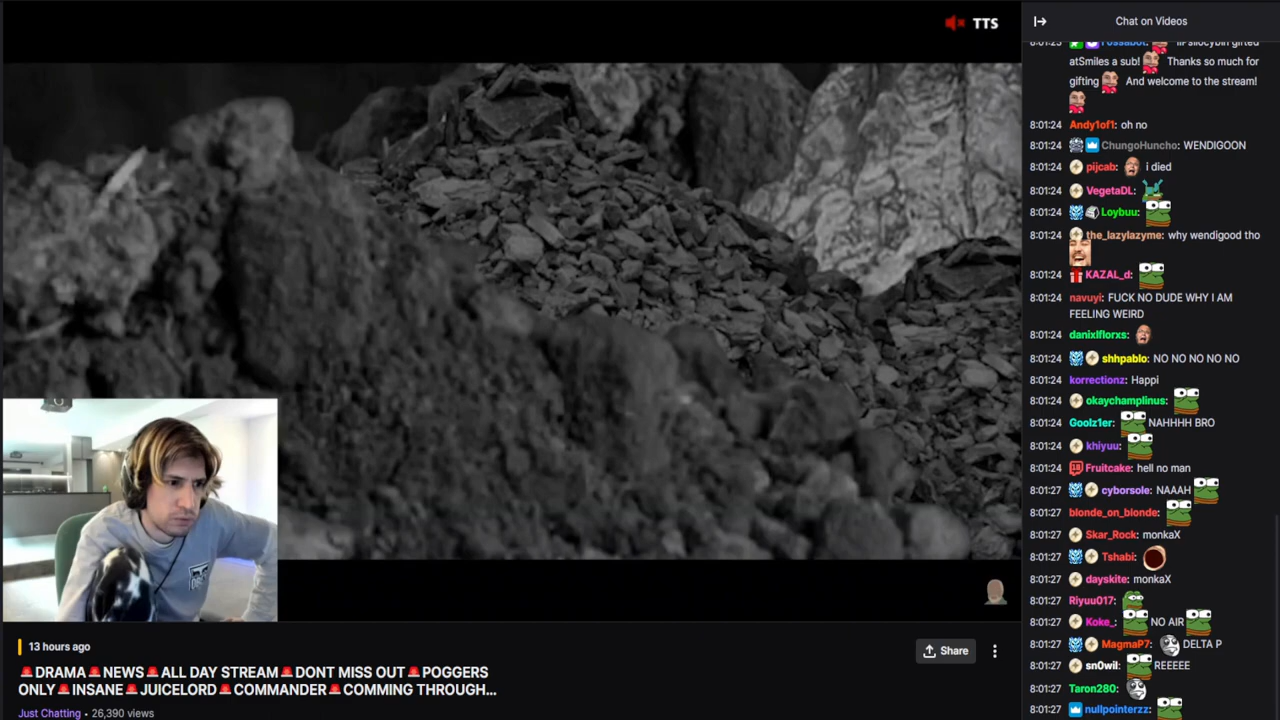 TTS
Chat on Videos
8:01:23 Fossabot: liPsilocybin gifted
atSmiles a sub! Thanks so much for
gifting And welcome to the stream!
8:01:24 Andy1of1: oh no
8:01:24 ChungoHuncho: WENDIGOON
8:01:24 pijcab: i died
8:01:24 VegetaDL:
8:01:24 Loybuu:
8:01:24 the_lazylazyme: why wendigood tho
8:01:24 KAZAL_d:
8:01:24 navuyi: FUCK NO DUDE WHY I AM
FEELING WEIRD
8:01:24 danixlflorxs:
8:01:24 shhpablo: NO NO NO NO NO
8:01:24 korrectionz: Happi
8:01:24 okaychamplinus:
8:01:24 Goolz1er: NAHHHH BRO
8:01:24 khiyuu:
8:01:24 Fruitcake: hell no man
8:01:27 cyborsole: NAAAH
8:01:27 blonde_on_blonde:
8:01:27 Skar_Rock: monkaX
8:01:27 Tshabi:
8:01:27 dayskite: monkaX
8:01:27 Riyuu017:
8:01:27 Koke_: NO AIR
8:01:27 MagmaP7: DELTA P
8:01:27 sn0wil: REEEEE
8:01:27 Taron280:
8:01:27 nullpointerzz:
13 hours ago
Share
🚨DRAMA🚨NEWS🚨ALL DAY STREAM🚨DONT MISS OUT🚨POGGERS
ONLY🚨INSANE🚨JUICELORD🚨COMMANDER🚨COMMING THROUGH...
Just Chatting • 26,390 views